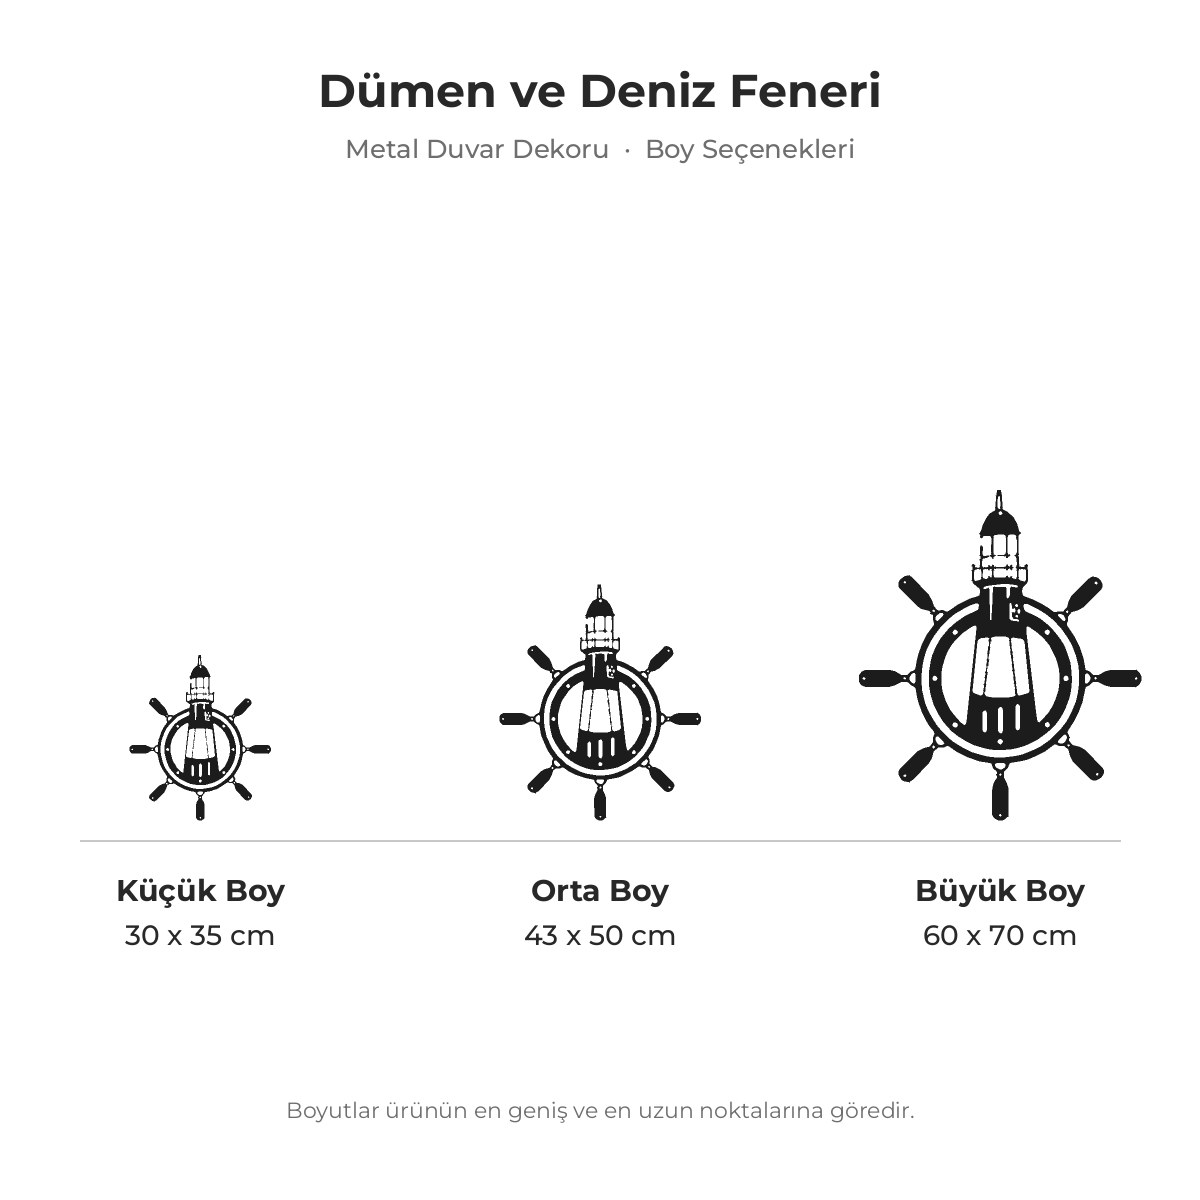 Dümen ve Deniz Feneri
Metal Duvar Dekoru · Boy Seçenekleri
Küçük Boy
30 x 35 cm
Orta Boy
43 x 50 cm
Büyük Boy
60 x 70 cm
Boyutlar ürünün en geniş ve en uzun noktalarına göredir.